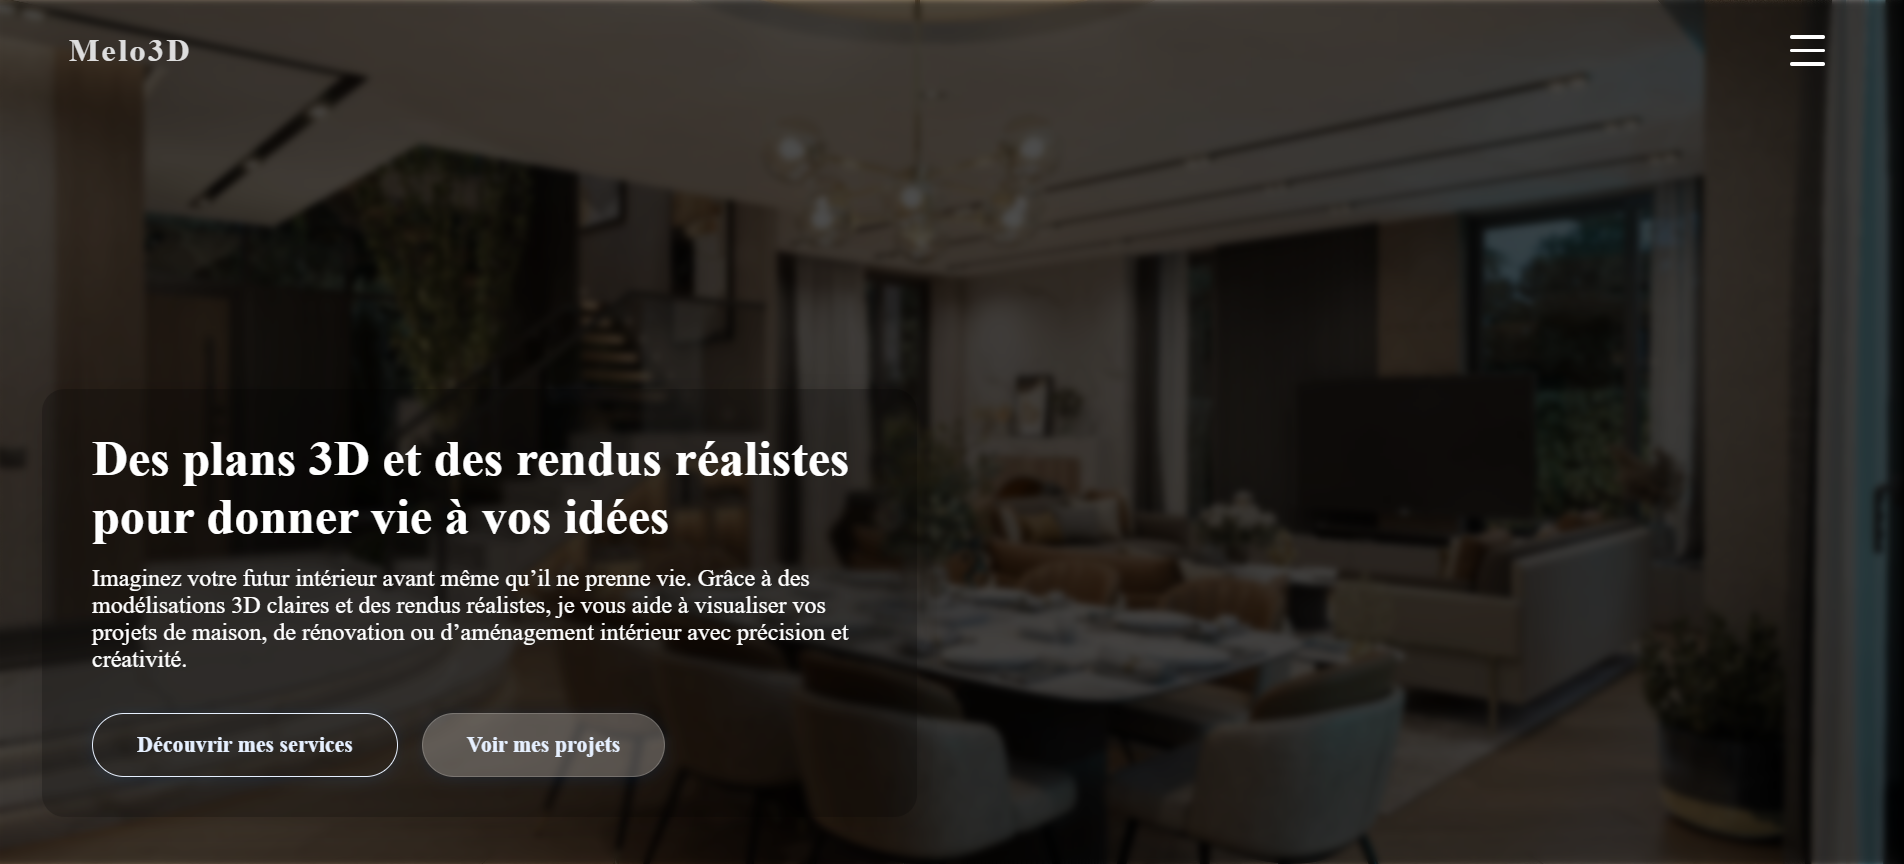 Melo3D
Des plans 3D et des rendus réalistes
pour donner vie à vos idées
Imaginez votre futur intérieur avant même qu’il ne prenne vie. Grâce à des
modélisations 3D claires et des rendus réalistes, je vous aide à visualiser vos
projets de maison, de rénovation ou d’aménagement intérieur avec précision et
créativité.
Découvrir mes services
Voir mes projets